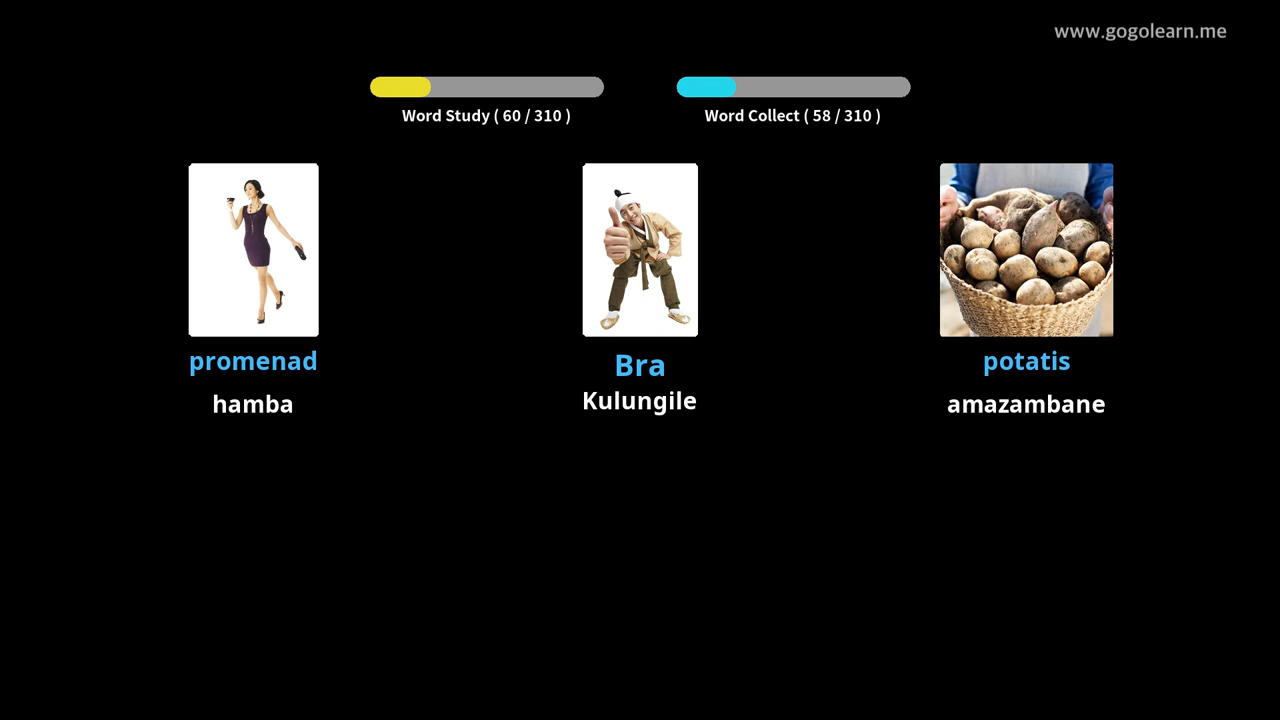 www.gogolearn.me
Word Study ( 60 / 310 )
Word Collect ( 58 / 310 )
promenad
hamba
Bra
Kulungile
potatis
amazambane